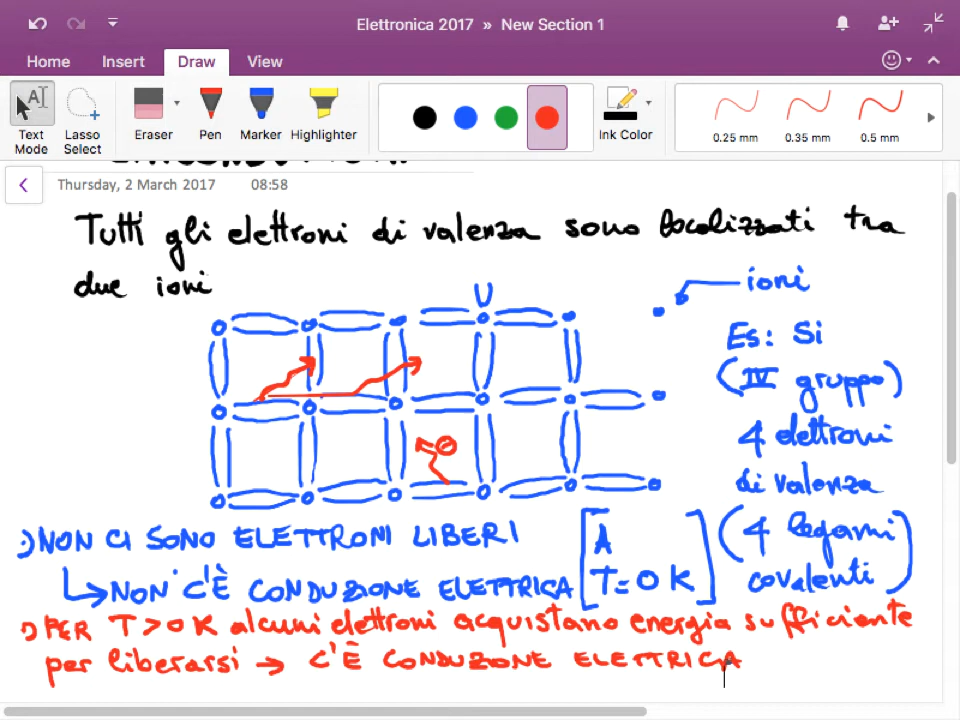 Elettronica 2017 » New Section 1
Home Insert Draw View
Text Mode
Lasso Select
Eraser
Pen
Marker
Highlighter
Ink Color
0.25 mm 0.35 mm 0.5 mm
Thursday, 2 March 2017 08:58
Tutti gli elettroni di valenza sono localizzati tra
due ioni
ioni
Es: Si
(IV gruppo)
4 elettroni
di valenza
(4 legami
covalenti)
:) NON CI SONO ELETTRONI LIBERI
↳ NON C'È CONDUZIONE ELETTRICA [A
T=0 K]
:) PER T>0 K alcuni elettroni acquistano energia sufficiente
per liberarsi → C'È CONDUZIONE ELETTRICA